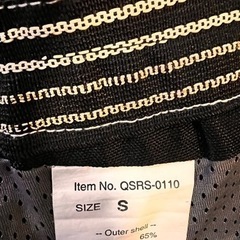 Item No. QSRS-0110
SIZE S
-- Outer shell --
65%